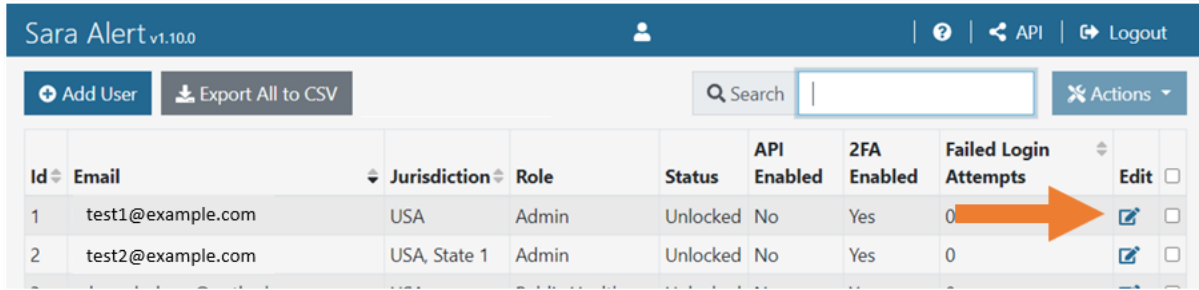 Sara Alert v1.10.0 API Logout
Add User Export All to CSV Search Actions
API 2FA Failed Login
Id Email Jurisdiction Role Status Enabled Enabled Attempts Edit
1 test1@example.com USA Admin Unlocked No Yes 0
2 test2@example.com USA, State 1 Admin Unlocked No Yes 0